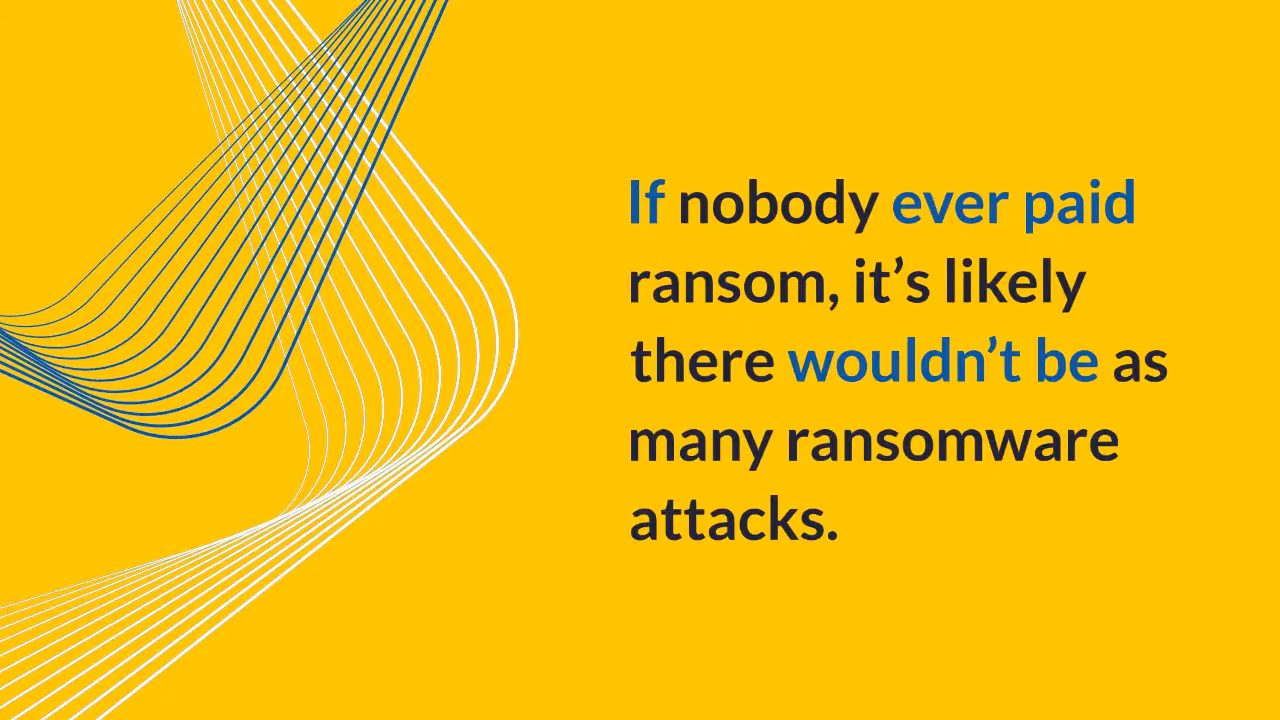 If nobody ever paid
ransom, it’s likely
there wouldn’t be as
many ransomware
attacks.